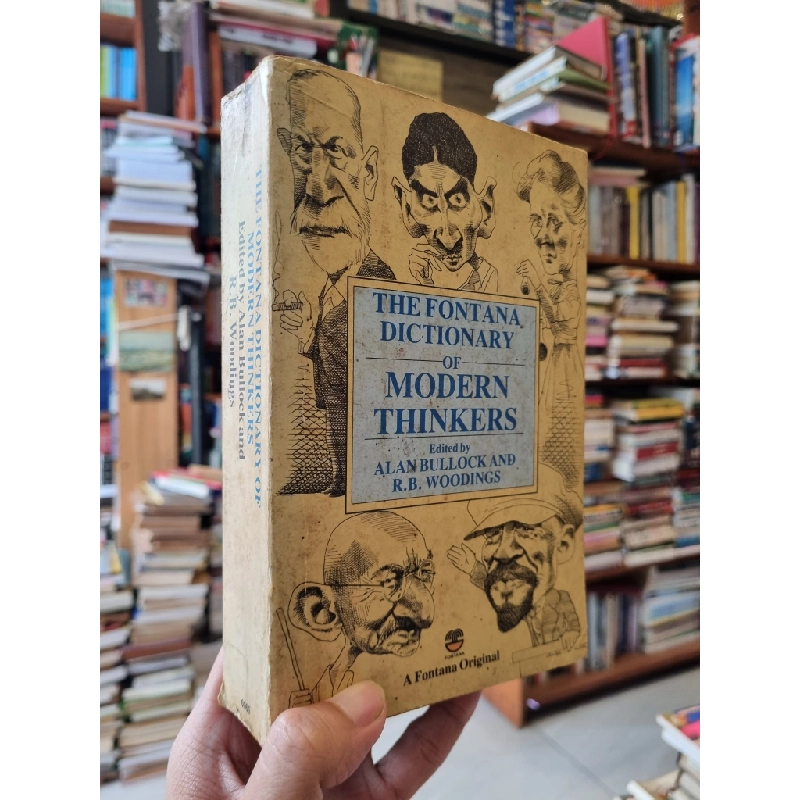 THE FONTANA DICTIONARY OF
MODERN THINKERS
Edited by Alan Bullock and
R.B. Woodings
THE FONTANA
DICTIONARY
OF
MODERN
THINKERS
Edited by
ALAN BULLOCK AND
R.B. WOODINGS
FONTANA
A Fontana Original